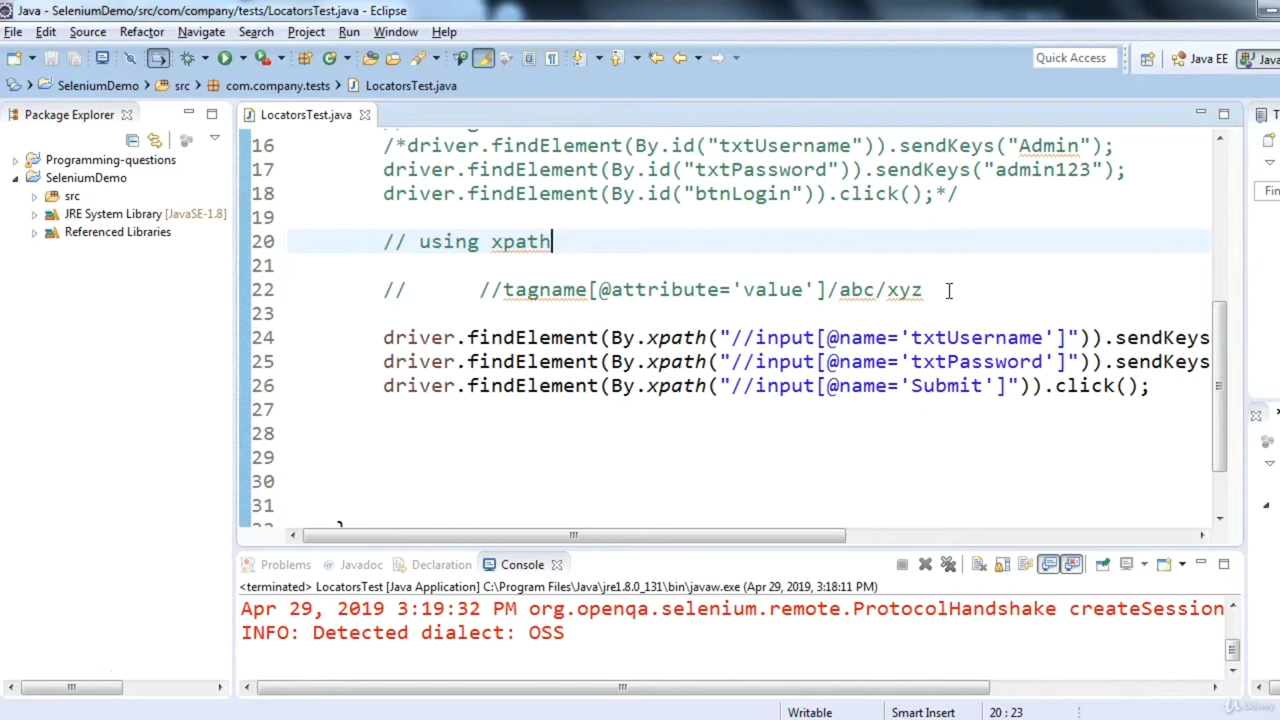 Java - SeleniumDemo/src/com/company/tests/LocatorsTest.java - Eclipse
File Edit Source Refactor Navigate Search Project Run Window Help
Quick Access
Java EE
Java
SeleniumDemo src com.company.tests LocatorsTest.java
Package Explorer
LocatorsTest.java
Programming-questions
SeleniumDemo
src
JRE System Library [JavaSE-1.8]
Referenced Libraries
16 /*driver.findElement(By.id("txtUsername")).sendKeys("Admin");
17 driver.findElement(By.id("txtPassword")).sendKeys("admin123");
18 driver.findElement(By.id("btnLogin")).click();*/
19
20 // using xpath
21
22 // //tagname[@attribute='value']/abc/xyz
23
24 driver.findElement(By.xpath("//input[@name='txtUsername']")).sendKeys
25 driver.findElement(By.xpath("//input[@name='txtPassword']")).sendKeys
26 driver.findElement(By.xpath("//input[@name='Submit']")).click();
27
28
29
30
31
}
Fin
Problems @ Javadoc Declaration Console
<terminated> LocatorsTest [Java Application] C:\Program Files\Java\jre1.8.0_131\bin\javaw.exe (Apr 29, 2019 3:18:11 PM)
Apr 29, 2019 3:19:32 PM org.openqa.selenium.remote.ProtocolHandshake createSession
INFO: Detected dialect: OSS
Writable Smart Insert 20 : 23
Udemy